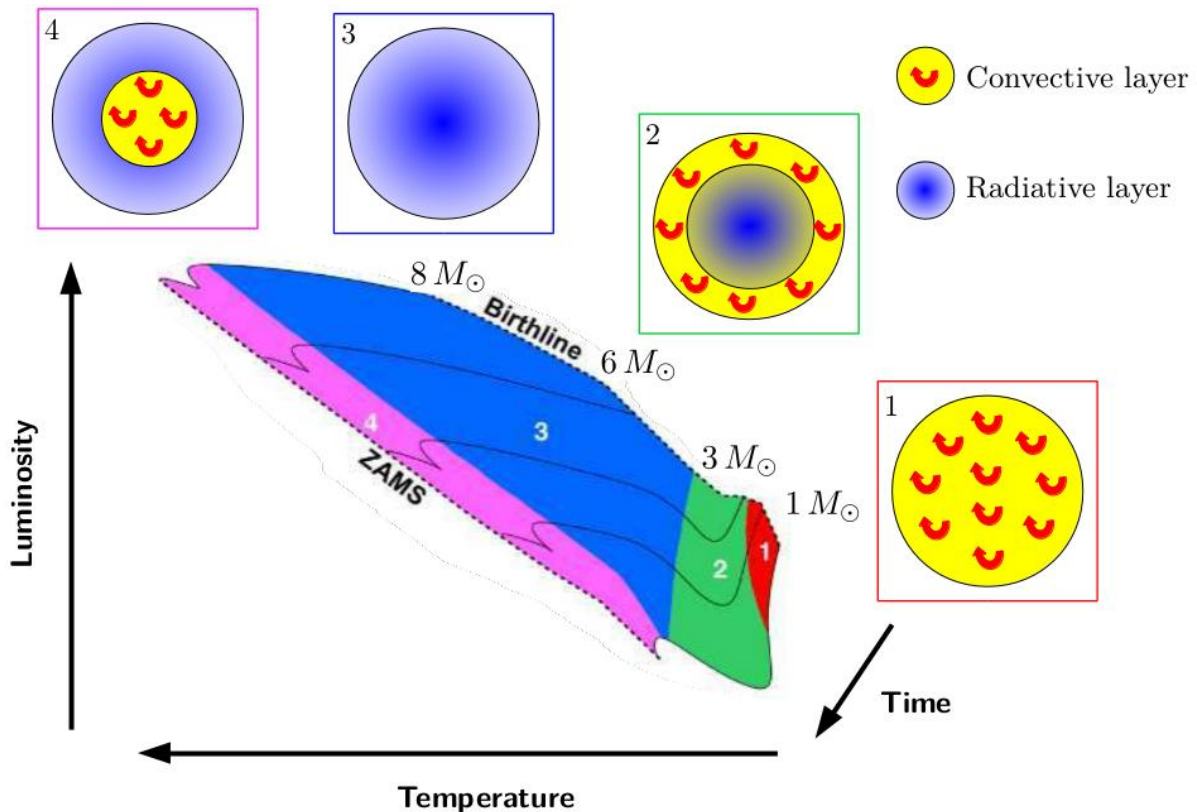 4
3
2
Convective layer
Radiative layer
8 M⊙
Birthline
6 M⊙
3 M⊙
1 M⊙
1
4
3
2
1
ZAMS
Luminosity
Time
Temperature